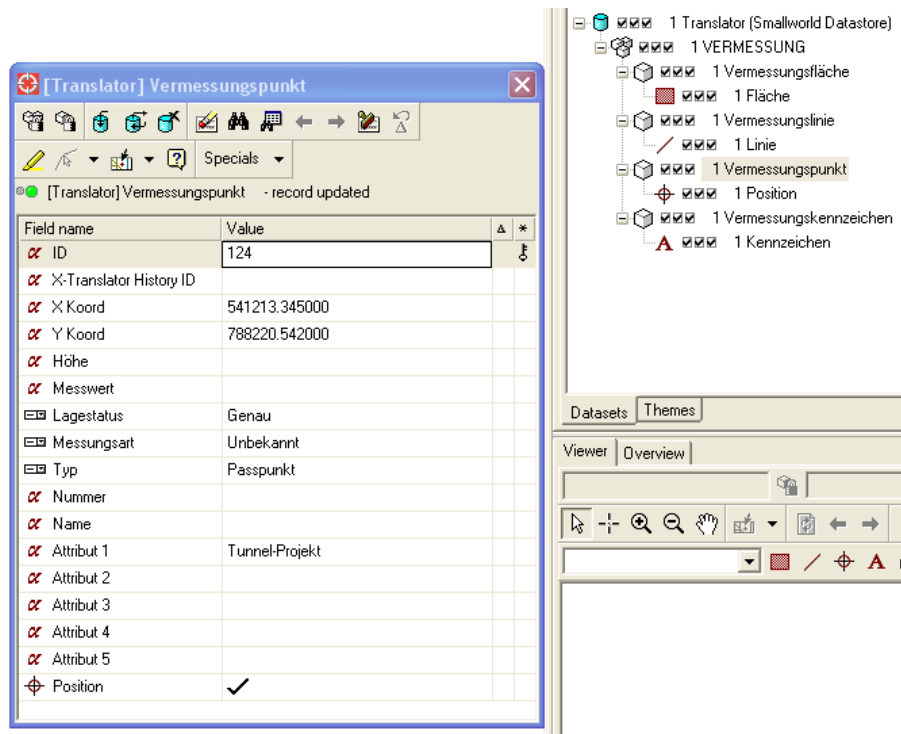 [Translator] Vermessungspunkt
Specials
[Translator] Vermessungspunkt - record updated
Field name Value
ID 124
X-Translator History ID
X Koord 541213.345000
Y Koord 788220.542000
Höhe
Messwert
Lagestatus Genau
Messungsart Unbekannt
Typ Passpunkt
Nummer
Name
Attribut 1 Tunnel-Projekt
Attribut 2
Attribut 3
Attribut 4
Attribut 5
Position
1 Translator (Smallworld Datastore)
1 VERMESSUNG
1 Vermessungsfläche
1 Fläche
1 Vermessungslinie
1 Linie
1 Vermessungspunkt
1 Position
1 Vermessungskennzeichen
A 1 Kennzeichen
Datasets Themes
Viewer Overview
A